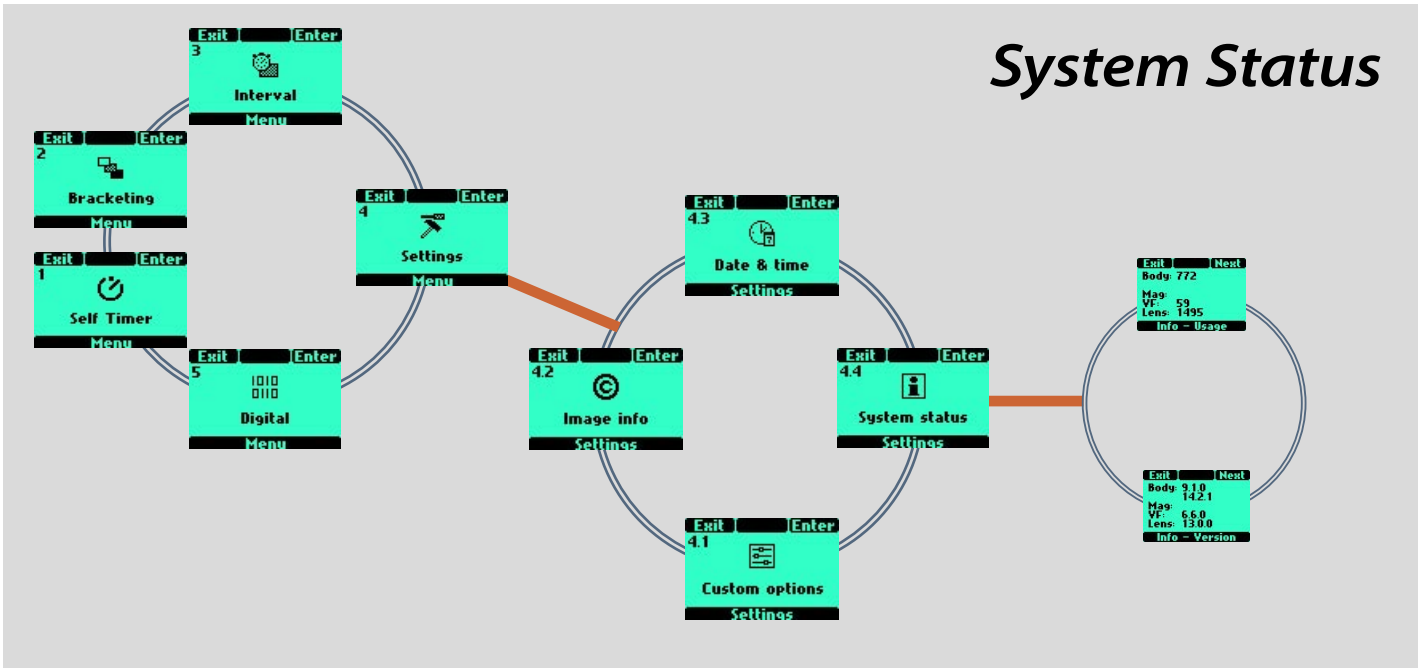 System Status
Exit Enter
3
Interval
Menu
Exit Enter
2
Bracketing
Menu
Exit Enter
1
Self Timer
Menu
Exit Enter
4
Settings
Menu
Exit Enter
5
1010
0110
Digital
Menu
Exit Enter
4.3
?
Date & time
Settings
Exit Enter
4.2
©
Image info
Settings
Exit Enter
4.4
i
System status
Settings
Exit Enter
4.1
Custom options
Settings
Exit Next
Body: 772
Mag:
VF: 59
Lens: 1495
Info - Usage
Exit Next
Body: 9.1.0
14.2.1
Mag:
VF: 6.6.0
Lens: 13.0.0
Info - Version